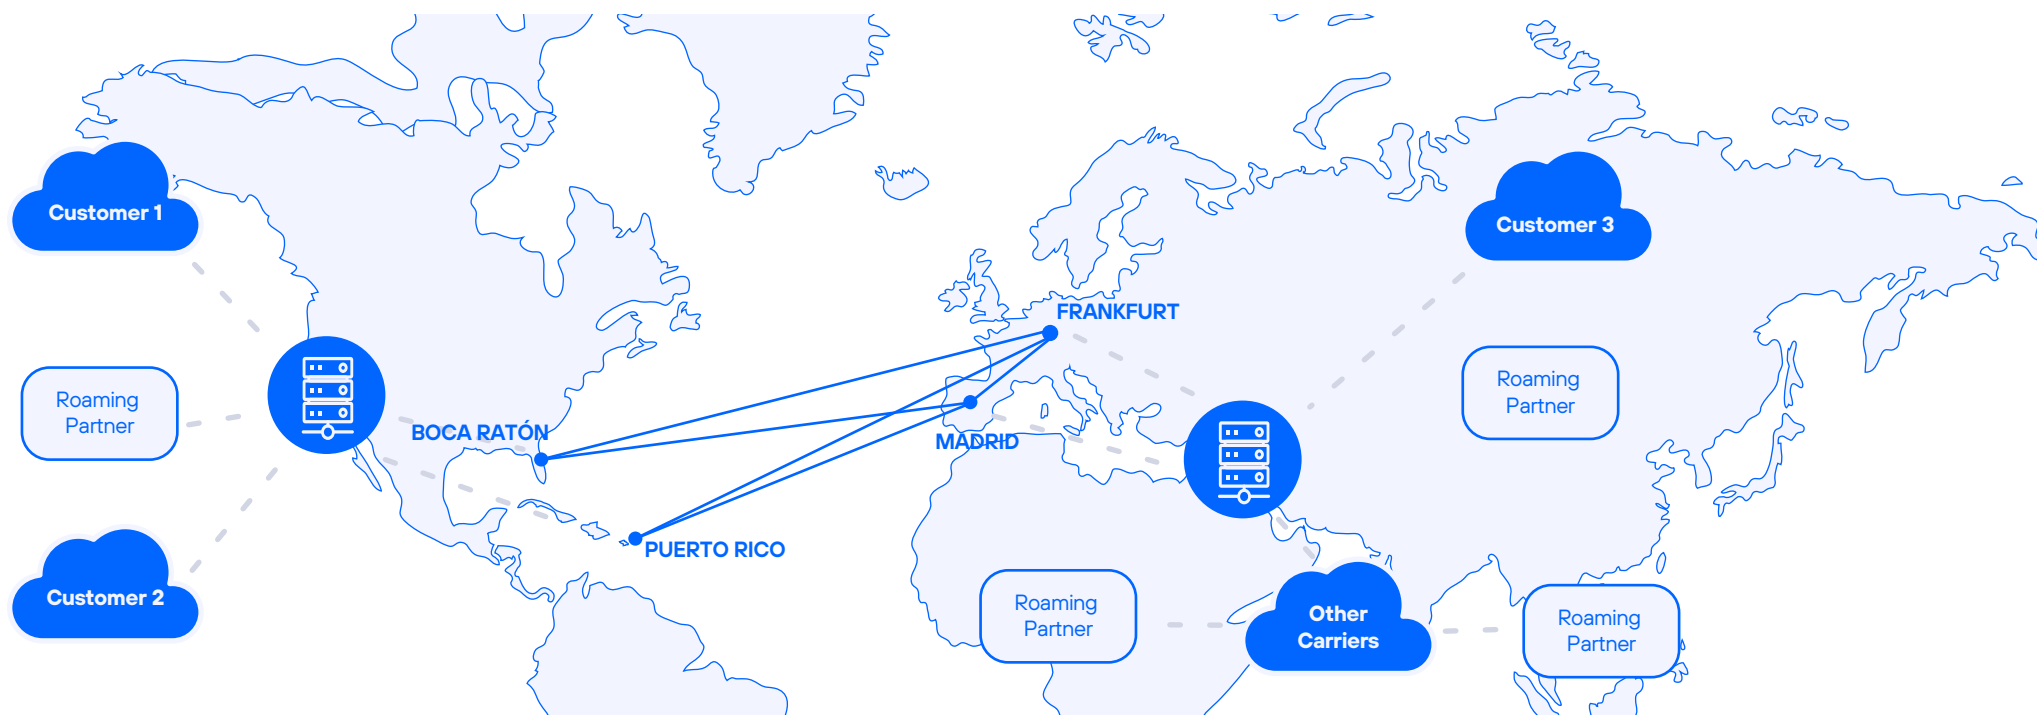 Customer 1
Customer 3
FRANKFURT
Roaming
Partner
Roaming
Partner
BOCA RATÓN
MADRID
PUERTO RICO
Customer 2
Roaming
Partner
Other
Carriers
Roaming
Partner